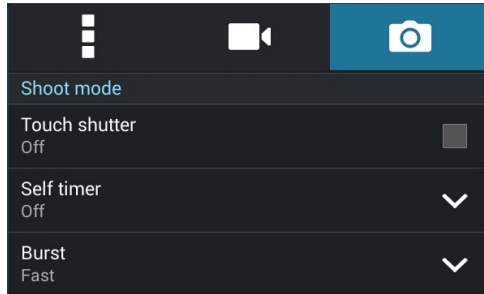 Shoot mode
Touch shutter
Off
Self timer
Off
Burst
Fast